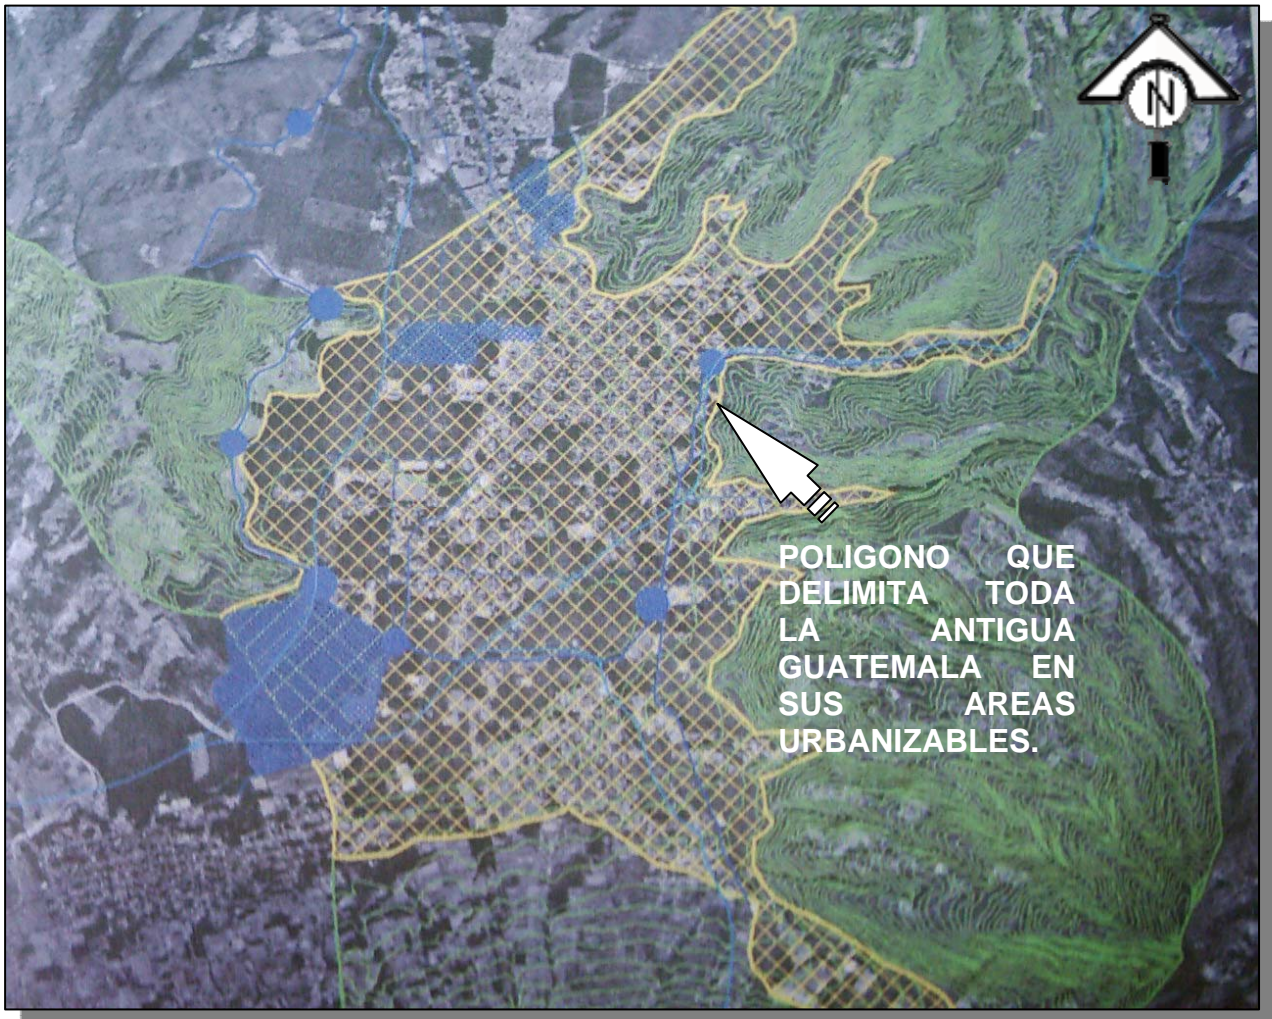 N
POLIGONO QUE
DELIMITA TODA
LA ANTIGUA
GUATEMALA EN
SUS AREAS
URBANIZABLES.